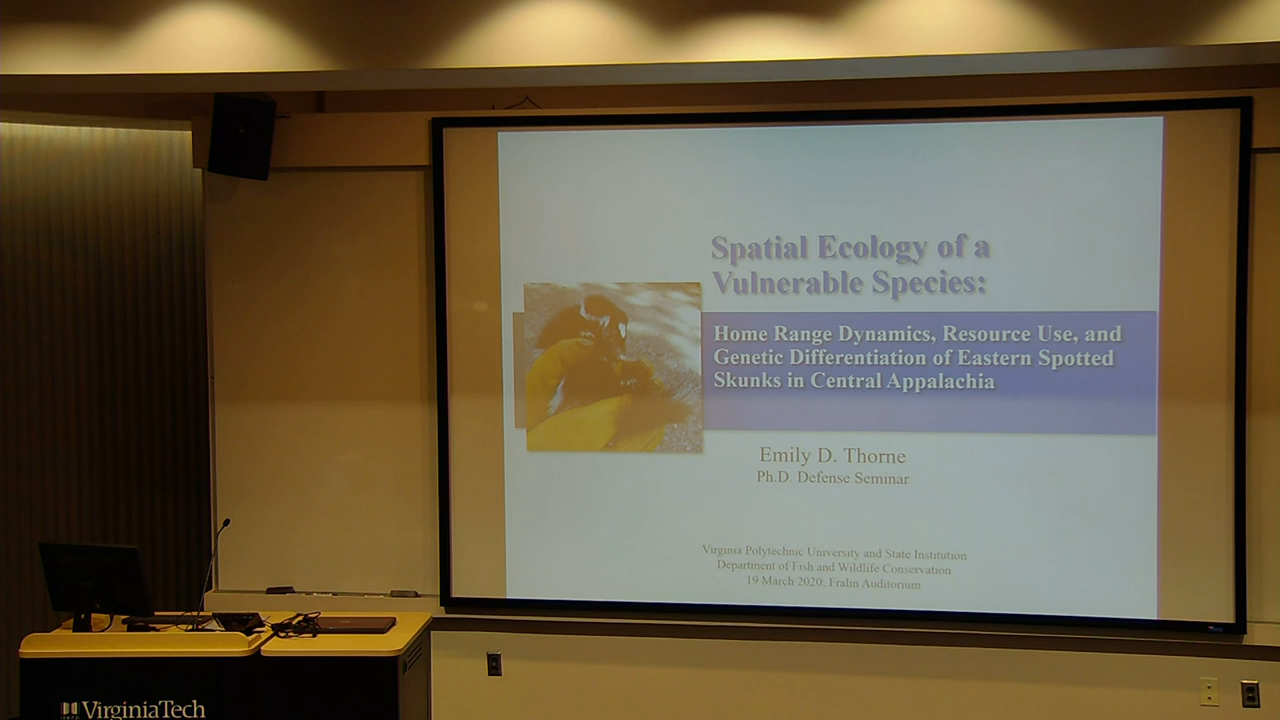 Spatial Ecology of a
Vulnerable Species:
Home Range Dynamics, Resource Use, and
Genetic Differentiation of Eastern Spotted
Skunks in Central Appalachia
Emily D. Thorne
Ph.D. Defense Seminar
Virginia Polytechnic University and State Institution
Department of Fish and Wildlife Conservation
19 March 2020; Fralin Auditorium
VirginiaTech